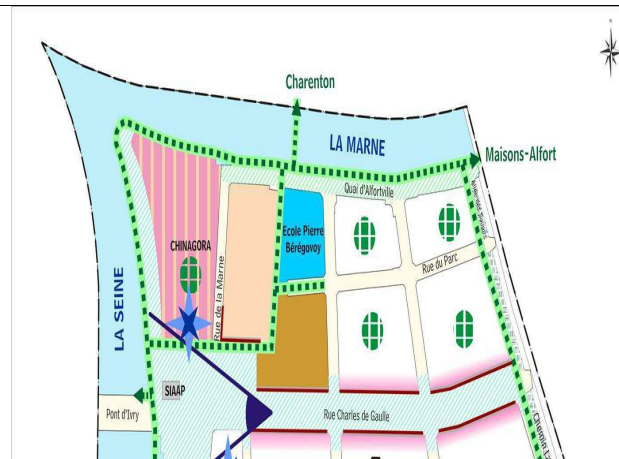 Charenton
LA MARNE
Maisons-Alfort
Quai d'Alfortville
Ecole Pierre
Bérégovoy
CHINAGORA
Rue du Parc
Rue de la Marne
LA SEINE
SIAAP
Pont d'Ivry
Rue Charles de Gaulle